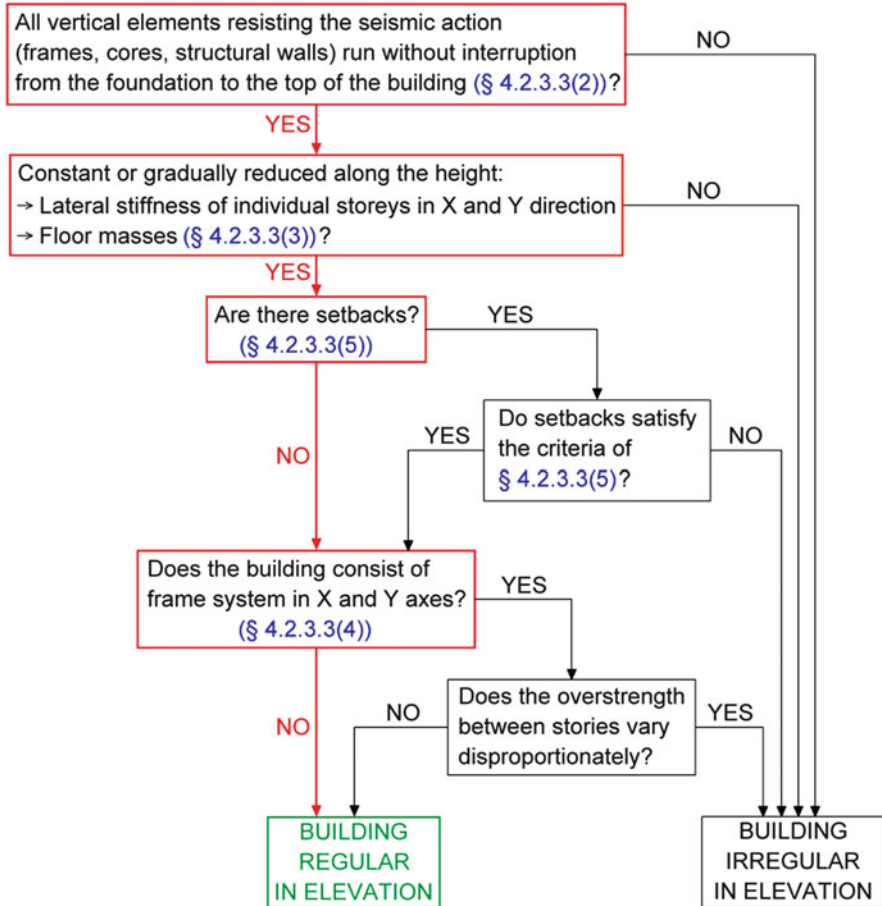 All vertical elements resisting the seismic action
(frames, cores, structural walls) run without interruption
from the foundation to the top of the building (§ 4.2.3.3(2))?
NO
YES
Constant or gradually reduced along the height:
→ Lateral stiffness of individual storeys in X and Y direction
→ Floor masses (§ 4.2.3.3(3))?
NO
YES
Are there setbacks?
(§ 4.2.3.3(5))
YES
NO
Do setbacks satisfy
the criteria of
§ 4.2.3.3(5)?
YES
NO
Does the building consist of
frame system in X and Y axes?
(§ 4.2.3.3(4))
YES
NO
Does the overstrength
between stories vary
disproportionately?
NO
YES
BUILDING
REGULAR
IN ELEVATION
BUILDING
IRREGULAR
IN ELEVATION